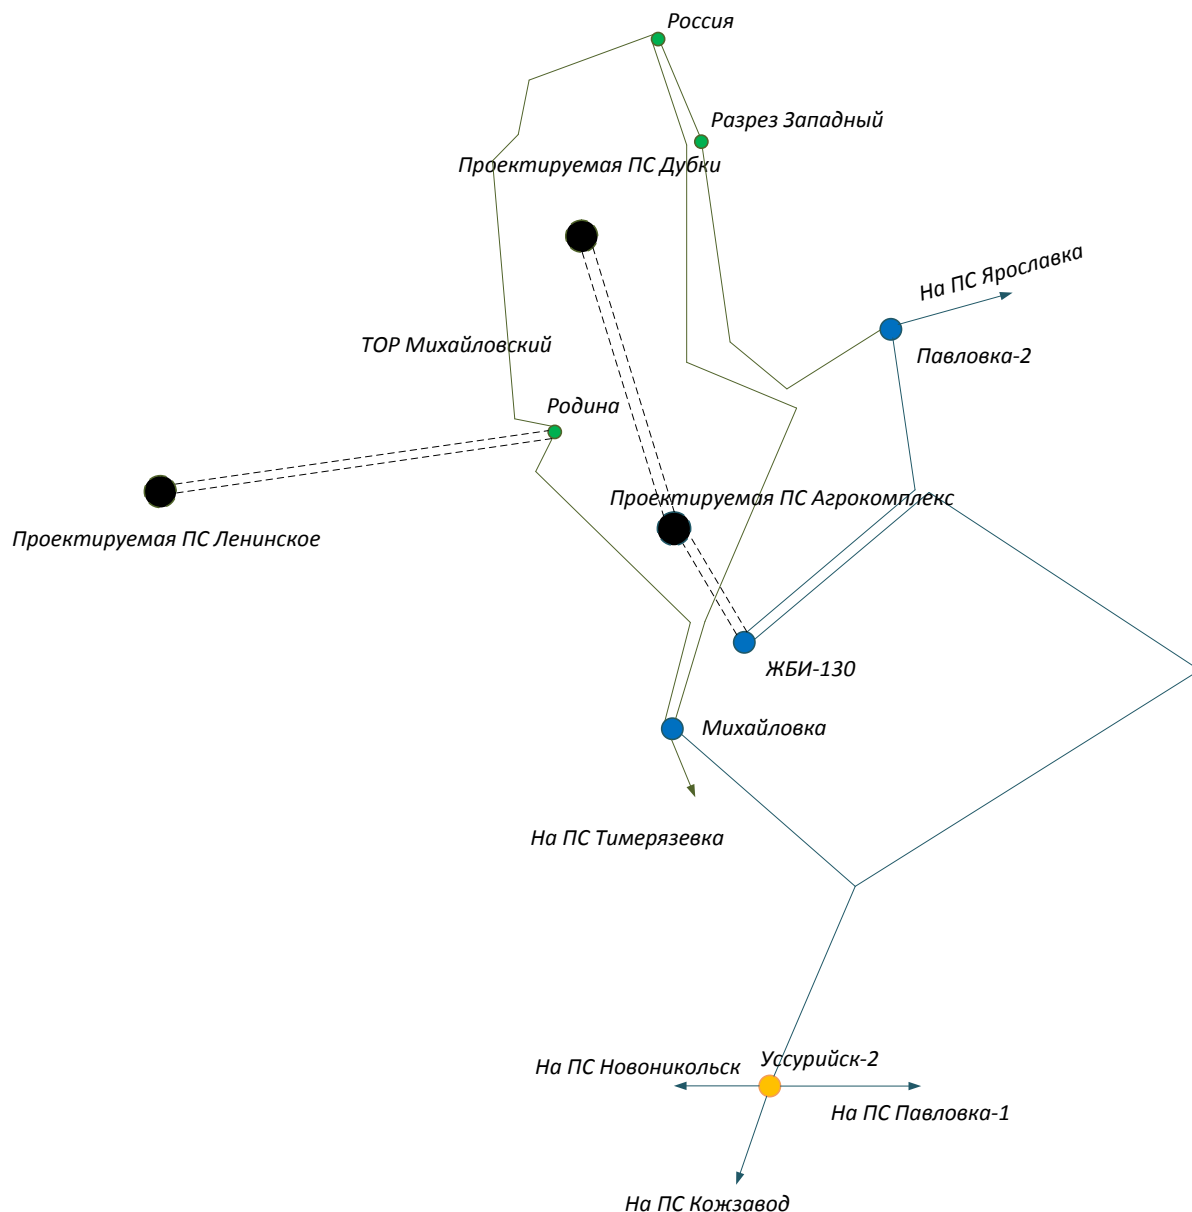 Россия
Разрез Западный
Проектируемая ПС Дубки
На ПС Ярославка
ТОР Михайловский
Павловка-2
Родина
Проектируемая ПС Агрокомплекс
Проектируемая ПС Ленинское
ЖБИ-130
Михайловка
На ПС Тимерязевка
Уссурийск-2
На ПС Новоникольск
На ПС Павловка-1
На ПС Кожзавод